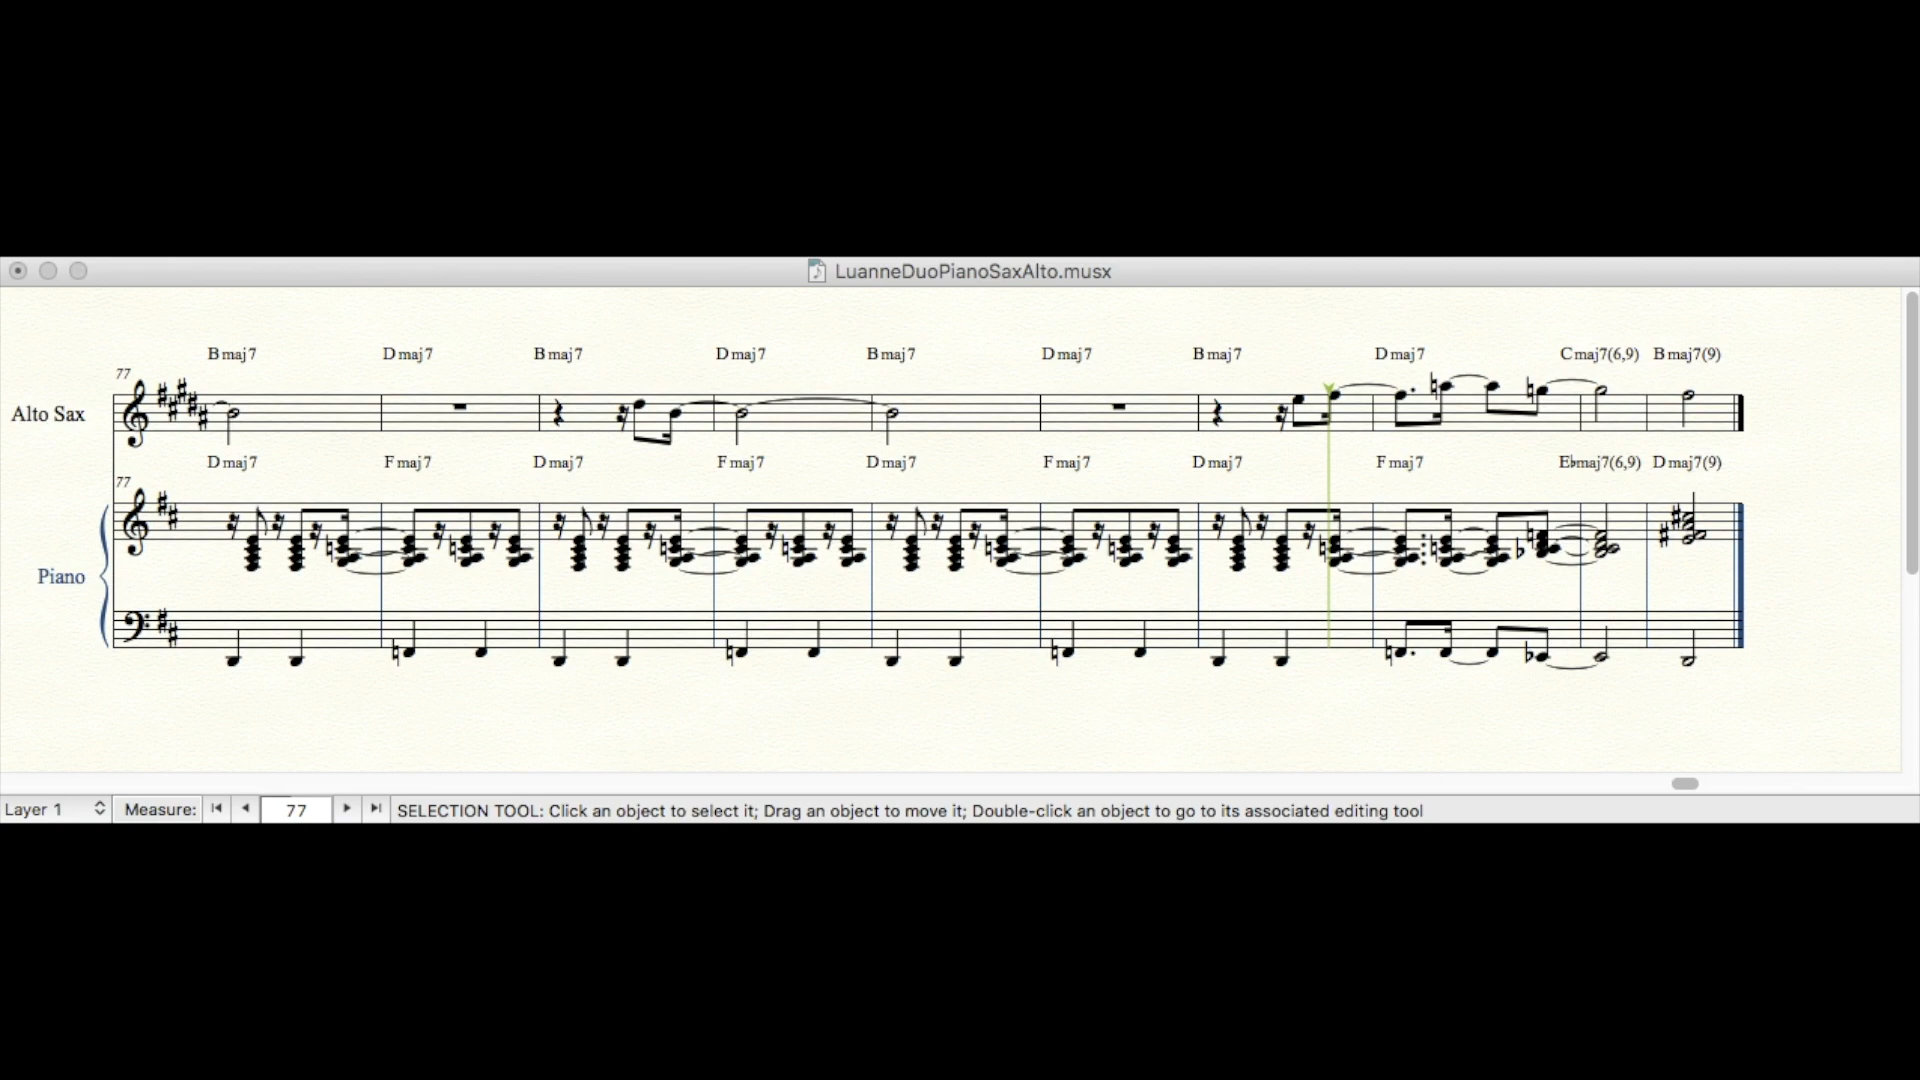 LuanneDuoPianoSaxAlto.musx
Bmaj7 Dmaj7 Bmaj7 Dmaj7 Bmaj7 Dmaj7 Bmaj7 Dmaj7 Cmaj7(6,9) Bmaj7(9)
77
Alto Sax
Dmaj7 Fmaj7 Dmaj7 Fmaj7 Dmaj7 Fmaj7 Dmaj7 Fmaj7 E♭maj7(6,9) Dmaj7(9)
77
Piano
Layer 1 Measure: 77 SELECTION TOOL: Click an object to select it; Drag an object to move it; Double-click an object to go to its associated editing tool